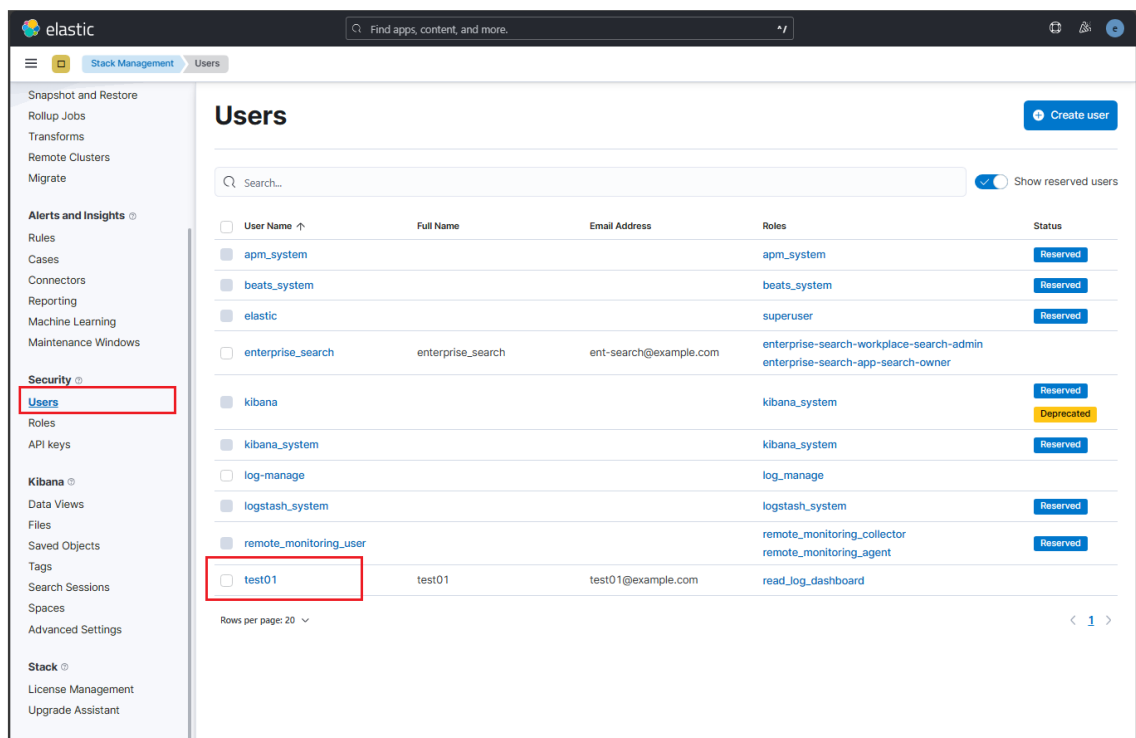 elastic
Find apps, content, and more.
^/
e
Stack Management
Users
Snapshot and Restore
Rollup Jobs
Transforms
Remote Clusters
Migrate
Alerts and Insights
Rules
Cases
Connectors
Reporting
Machine Learning
Maintenance Windows
Security
Users
Roles
API keys
Kibana
Data Views
Files
Saved Objects
Tags
Search Sessions
Spaces
Advanced Settings
Stack
License Management
Upgrade Assistant
Users
Create user
Search...
Show reserved users
User Name Full Name Email Address Roles Status
apm_system apm_system Reserved
beats_system beats_system Reserved
elastic superuser Reserved
enterprise_search enterprise_search ent-search@example.com enterprise-search-workplace-search-admin
enterprise-search-app-search-owner
kibana kibana_system Reserved
Deprecated
kibana_system kibana_system Reserved
log-manage log_manage
logstash_system logstash_system Reserved
remote_monitoring_user remote_monitoring_collector Reserved
remote_monitoring_agent
test01 test01 test01@example.com read_log_dashboard
Rows per page: 20
1